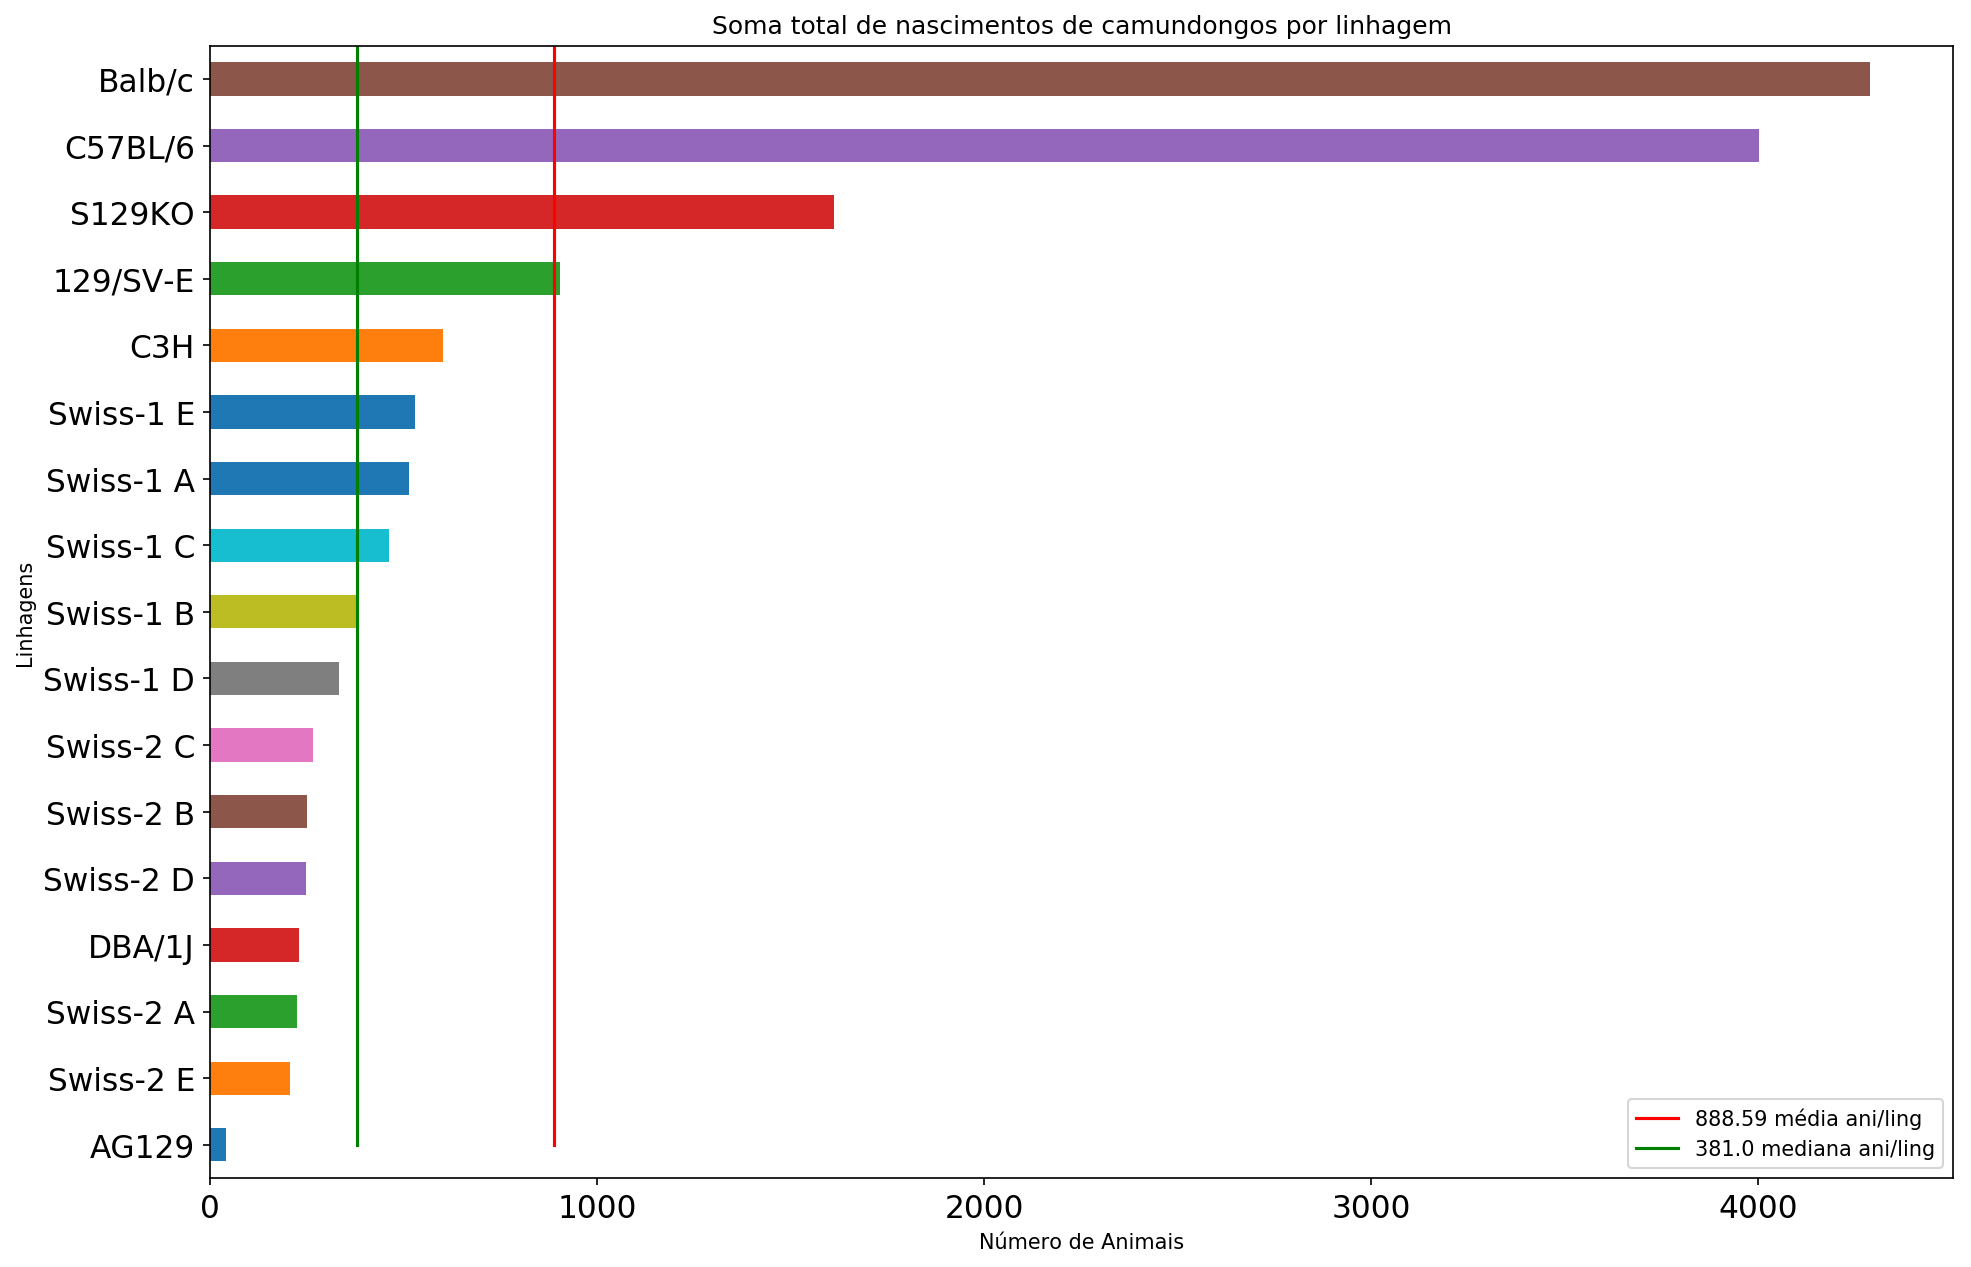 Soma total de nascimentos de camundongos por linhagem
Balb/c
C57BL/6
S129KO
129/SV-E
C3H
Swiss-1 E
Swiss-1 A
Swiss-1 C
Swiss-1 B
Swiss-1 D
Swiss-2 C
Swiss-2 B
Swiss-2 D
DBA/1J
Swiss-2 A
Swiss-2 E
AG129
Linhagens
0 1000 2000 3000 4000
Número de Animais
888.59 média ani/ling
381.0 mediana ani/ling